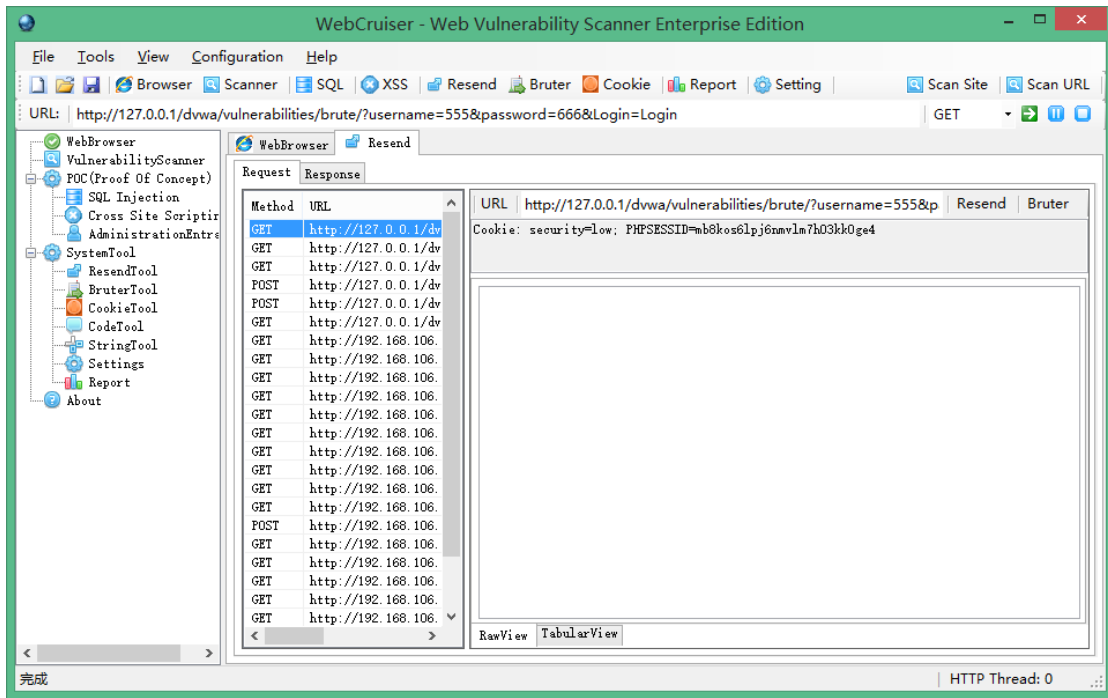 WebCruiser - Web Vulnerability Scanner Enterprise Edition
File Tools View Configuration Help
Browser Scanner SQL XSS Resend Bruter Cookie Report Setting Scan Site Scan URL
URL: http://127.0.0.1/dvwa/vulnerabilities/brute/?username=555&password=666&Login=Login GET
WebBrowser
VulnerabilityScanner
POC(Proof Of Concept)
SQL Injection
Cross Site Scriptin
AdministrationEntra
SystemTool
ResendTool
BruterTool
CookieTool
CodeTool
StringTool
Settings
Report
About
WebBrowser Resend
Request Response
Method URL
GET http://127.0.0.1/dv
GET http://127.0.0.1/dv
GET http://127.0.0.1/dv
POST http://127.0.0.1/dv
POST http://127.0.0.1/dv
GET http://127.0.0.1/dv
GET http://192.168.106.
GET http://192.168.106.
GET http://192.168.106.
GET http://192.168.106.
GET http://192.168.106.
GET http://192.168.106.
GET http://192.168.106.
GET http://192.168.106.
GET http://192.168.106.
GET http://192.168.106.
POST http://192.168.106.
GET http://192.168.106.
GET http://192.168.106.
GET http://192.168.106.
GET http://192.168.106.
GET http://192.168.106.
URL http://127.0.0.1/dvwa/vulnerabilities/brute/?username=555&p Resend Bruter
Cookie: security=low; PHPSESSID=mb8kos6lpj6nmvlm7h03kk0ge4
RawView TabularView
完成 HTTP Thread: 0